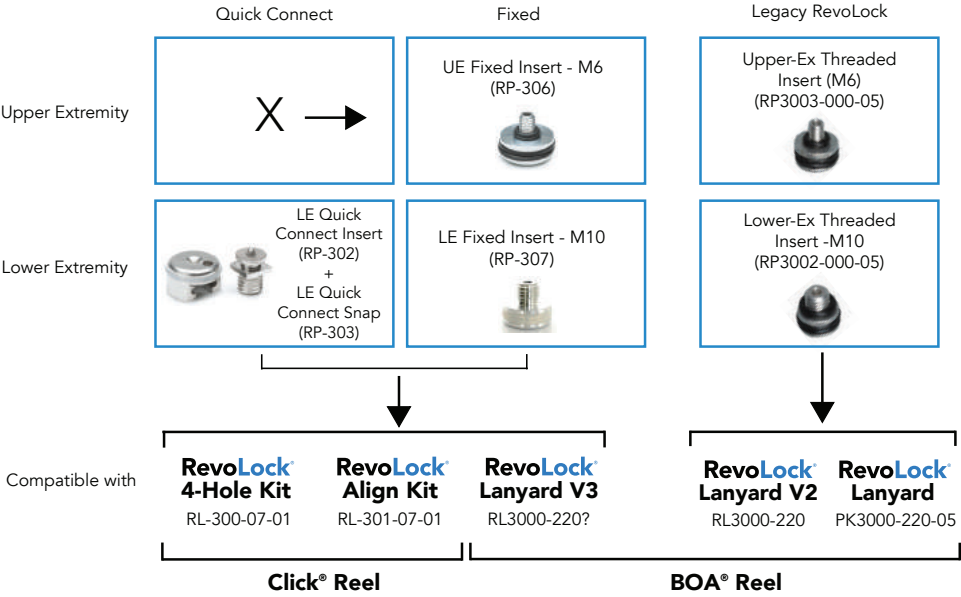 Quick Connect
Fixed
Legacy RevoLock
Upper Extremity
X
UE Fixed Insert - M6
(RP-306)
Upper-Ex Threaded
Insert (M6)
(RP3003-000-05)
Lower Extremity
LE Quick
Connect Insert
(RP-302)
+
LE Quick
Connect Snap
(RP-303)
LE Fixed Insert - M10
(RP-307)
Lower-Ex Threaded
Insert -M10
(RP3002-000-05)
Compatible with
RevoLock®
4-Hole Kit
RL-300-07-01
RevoLock®
Align Kit
RL-301-07-01
RevoLock®
Lanyard V3
RL3000-220?
RevoLock®
Lanyard V2
RL3000-220
RevoLock®
Lanyard
PK3000-220-05
Click® Reel
BOA® Reel